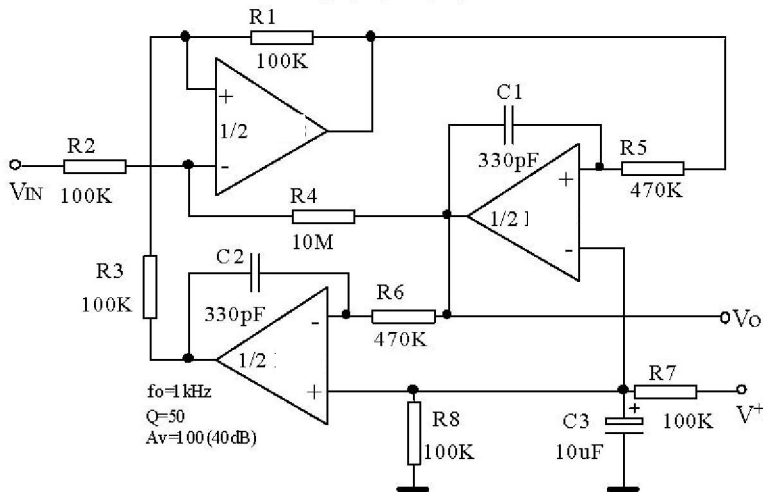 R1
100K
+
1/2
-
R2
VIN
100K
C1
330pF
R5
470K
+
1/2
-
R4
10M
R3
100K
C2
330pF
R6
470K
Vo
-
1/2
+
R7
100K
V+
fo=1kHz
Q=50
Av=100(40dB)
R8
100K
C3
+
10uF